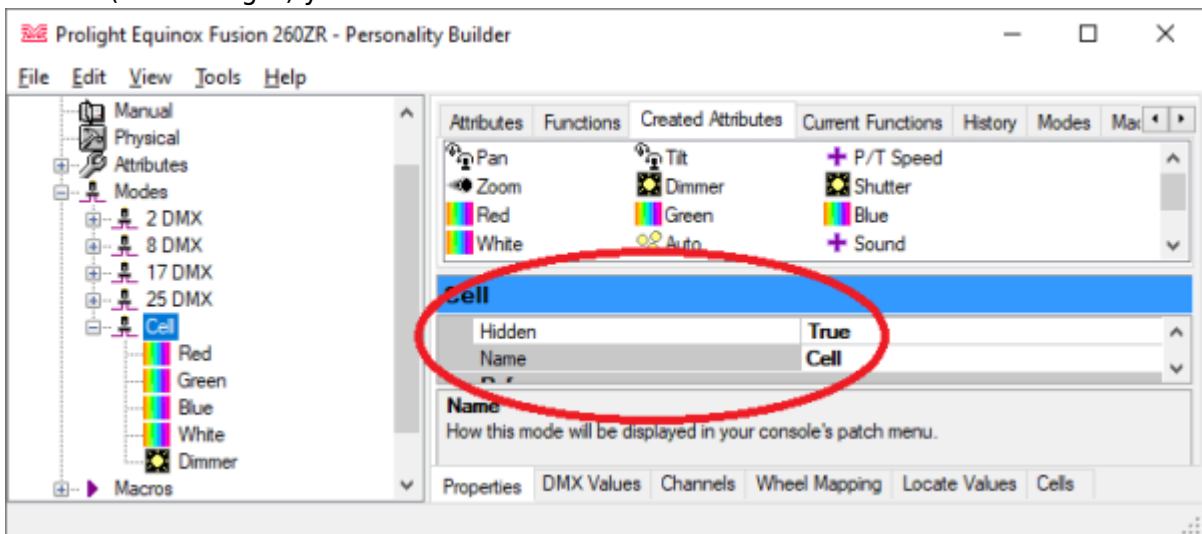 Prolight Equinox Fusion 260ZR - Personality Builder
File Edit View Tools Help
Manual
Physical
Attributes
Modes
2 DMX
8 DMX
17 DMX
25 DMX
Cell
Red
Green
Blue
White
Dimmer
Macros
Attributes Functions Created Attributes Current Functions History Modes
Pan Tilt P/T Speed
Zoom Dimmer Shutter
Red Green Blue
White Auto Sound
Cell
Hidden True
Name Cell
Name
How this mode will be displayed in your console's patch menu.
Properties DMX Values Channels Wheel Mapping Locate Values Cells